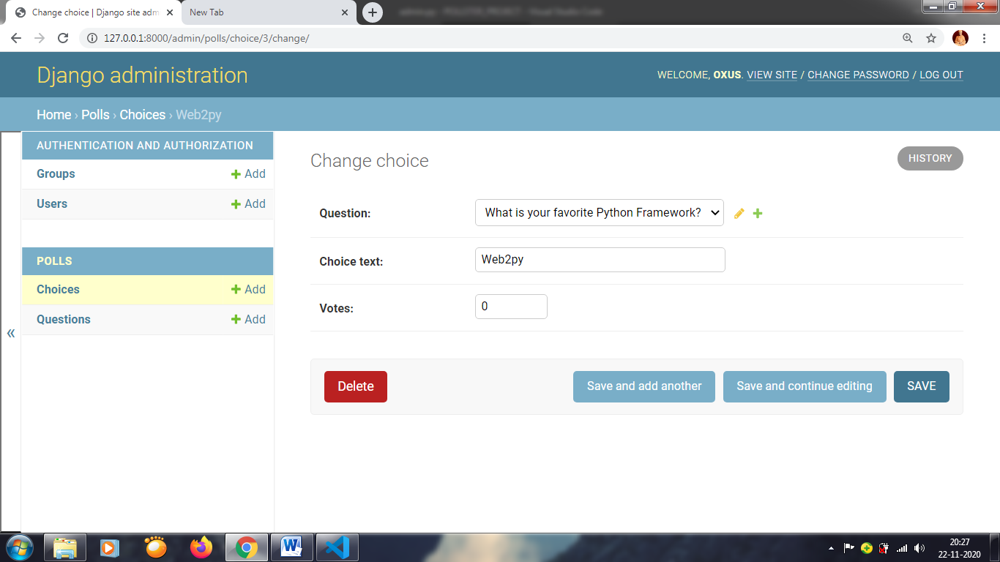 Change choice | Django site adm
New Tab
127.0.0.1:8000/admin/polls/choice/3/change/
Django administration
WELCOME, OXUS. VIEW SITE / CHANGE PASSWORD / LOG OUT
Home › Polls › Choices › Web2py
AUTHENTICATION AND AUTHORIZATION
Groups + Add
Users + Add
POLLS
Choices + Add
Questions + Add
«
Change choice
HISTORY
Question: What is your favorite Python Framework?
Choice text: Web2py
Votes: 0
Delete
Save and add another
Save and continue editing
SAVE
20:27
22-11-2020